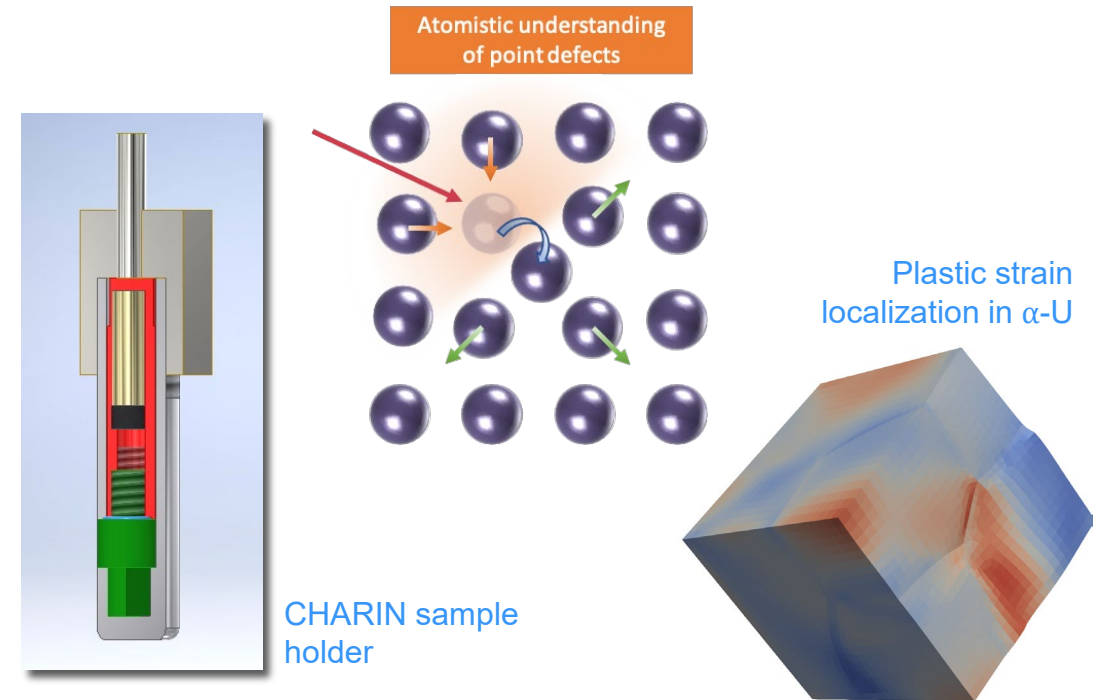 Atomistic understanding
of point defects
Plastic strain
localization in α-U
CHARIN sample
holder